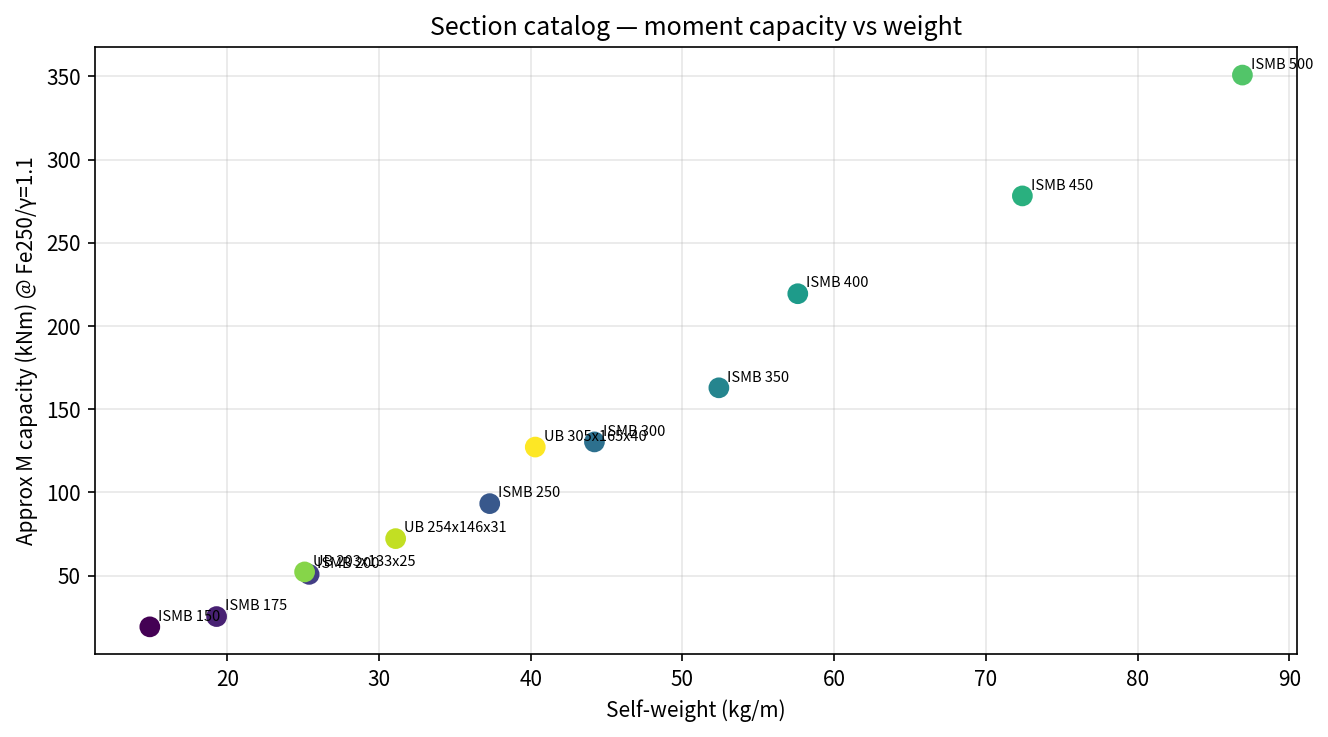 Section catalog — moment capacity vs weight
Approx M capacity (kNm) @ Fe250/γ=1.1
350
300
250
200
150
100
50
ISMB 500
ISMB 450
ISMB 400
ISMB 350
ISMB 300
UB 305x165x40
ISMB 250
UB 254x146x31
UB 203x133x25
ISMB 200
ISMB 175
ISMB 150
20
30
40
50
60
70
80
90
Self-weight (kg/m)